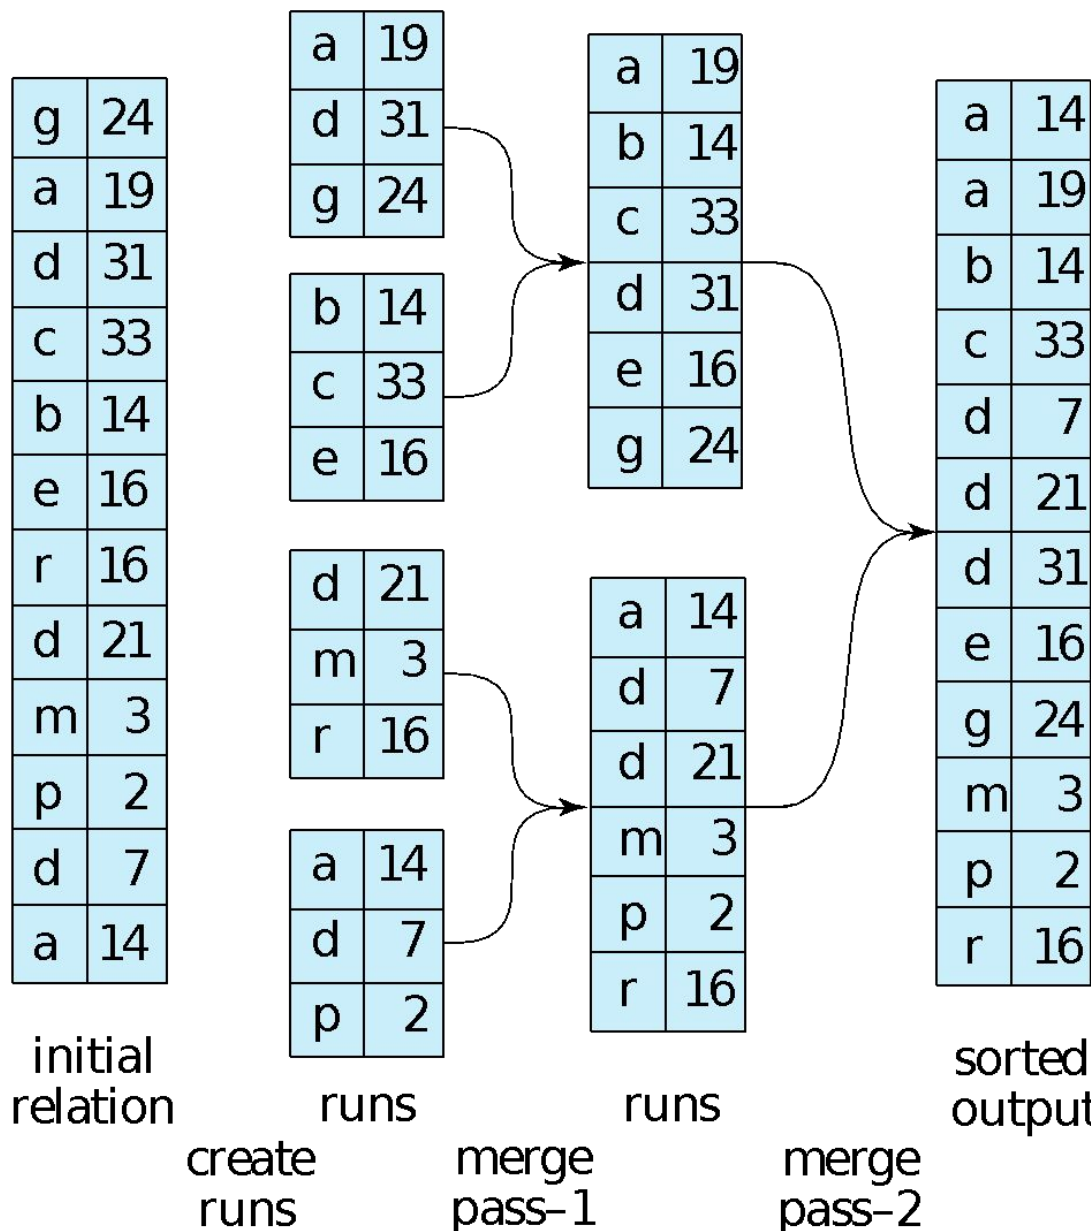 g 24
a 19
d 31
c 33
b 14
e 16
r 16
d 21
m 3
p 2
d 7
a 14
initial
relation
a 19
d 31
g 24
b 14
c 33
e 16
d 21
m 3
r 16
a 14
d 7
p 2
runs
create
runs
a 19
b 14
c 33
d 31
e 16
g 24
a 14
d 7
d 21
m 3
p 2
r 16
runs
merge
pass–1
a 14
a 19
b 14
c 33
d 7
d 21
d 31
e 16
g 24
m 3
p 2
r 16
sorted
output
merge
pass–2